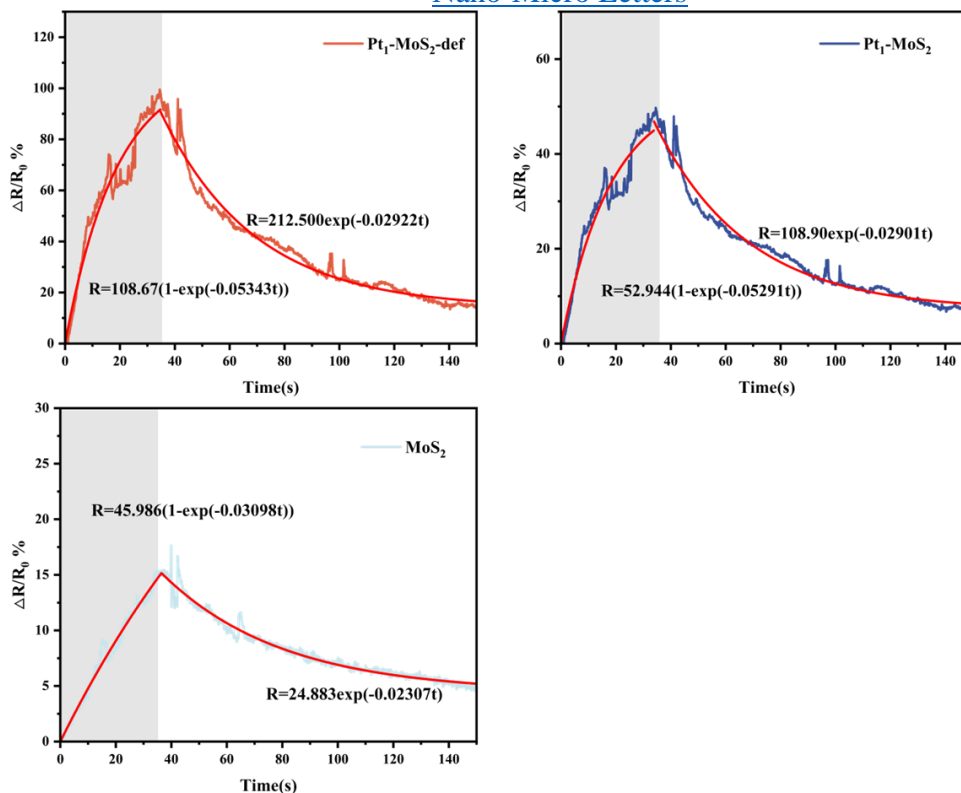 Nano-Micro Letters
△R/R0 %
120
100
80
60
40
20
0
Pt1-MoS2-def
R=212.500exp(-0.02922t)
R=108.67(1-exp(-0.05343t))
0 20 40 60 80 100 120 140
Time(s)
△R/R0 %
60
40
20
0
Pt1-MoS2
R=108.90exp(-0.02901t)
R=52.944(1-exp(-0.05291t))
0 20 40 60 80 100 120 140
Time(s)
△R/R0 %
30
25
20
15
10
5
0
MoS2
R=45.986(1-exp(-0.03098t))
R=24.883exp(-0.02307t)
0 20 40 60 80 100 120 140
Time(s)